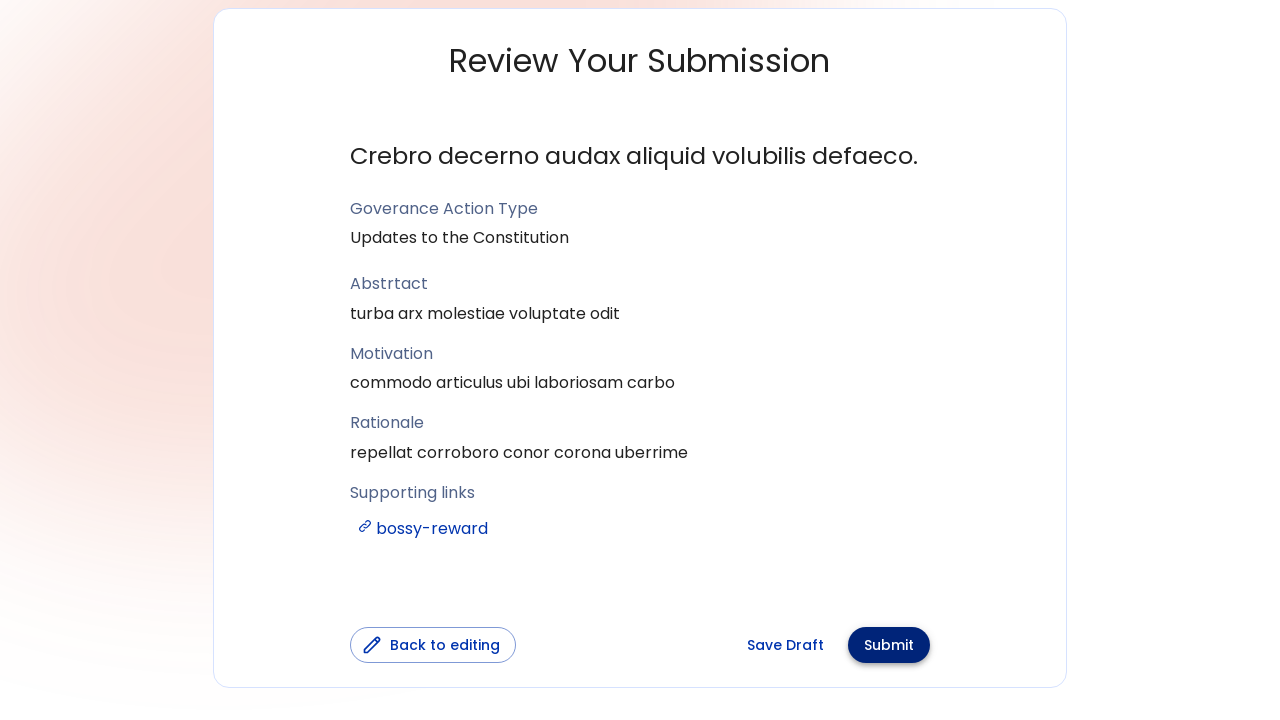 Review Your Submission
Crebro decerno audax aliquid volubilis defaeco.
Goverance Action Type
Updates to the Constitution
Abstrtact
turba arx molestiae voluptate odit
Motivation
commodo articulus ubi laboriosam carbo
Rationale
repellat corroboro conor corona uberrime
Supporting links
bossy-reward
Back to editing
Save Draft
Submit